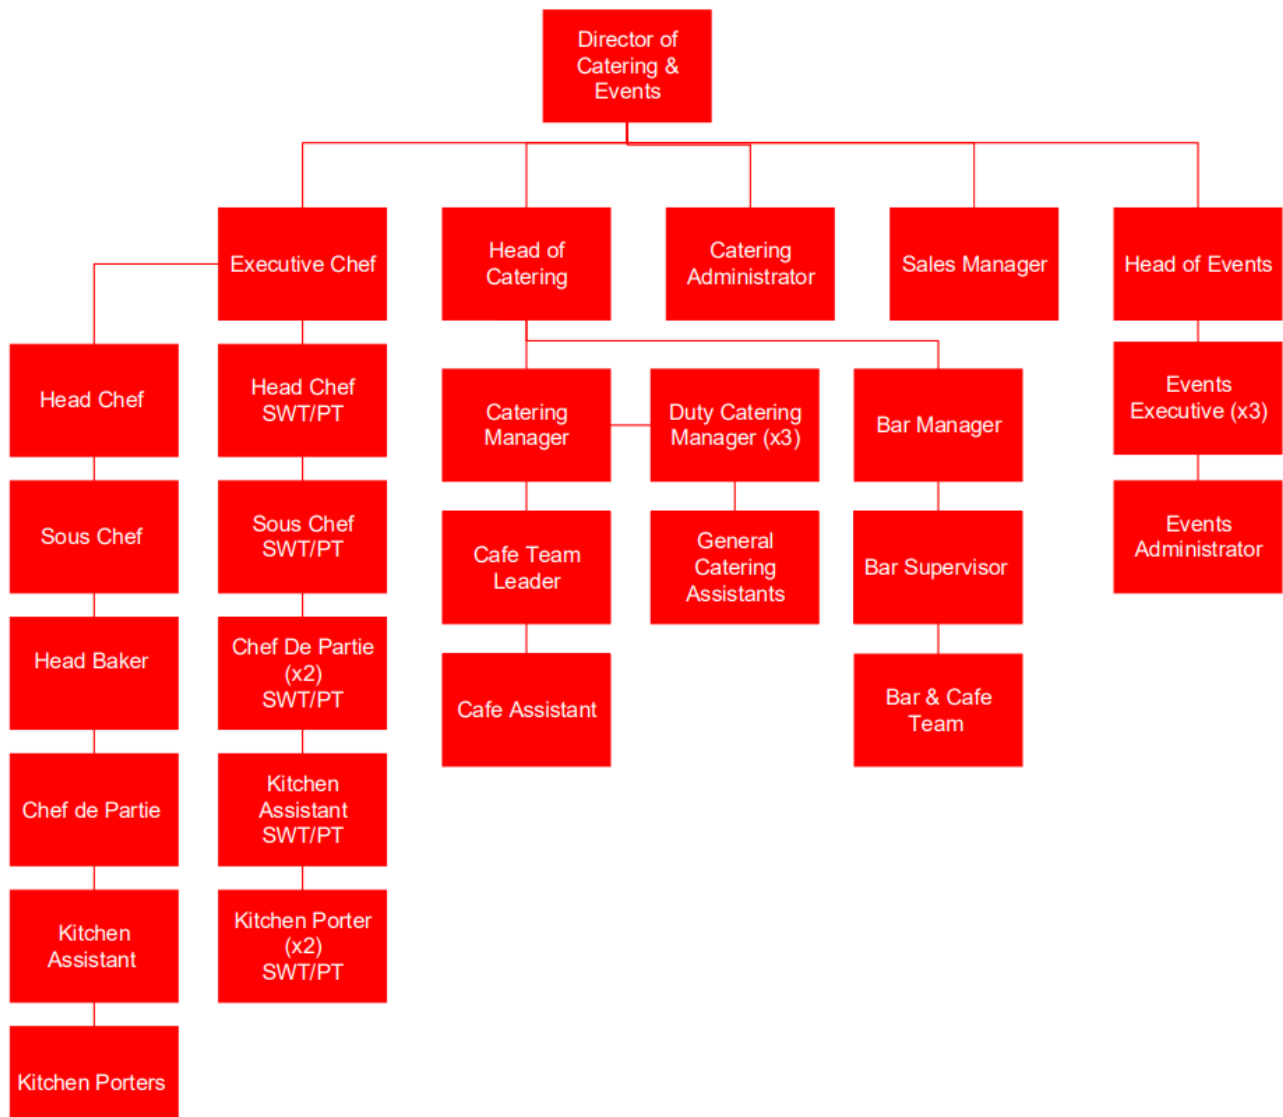 Director of
Catering &
Events
Executive Chef
Head of
Catering
Catering
Administrator
Sales Manager
Head of Events
Head Chef
Head Chef
SWT/PT
Catering
Manager
Duty Catering
Manager (x3)
Bar Manager
Events
Executive (x3)
Sous Chef
Sous Chef
SWT/PT
Cafe Team
Leader
General
Catering
Assistants
Bar Supervisor
Events
Administrator
Head Baker
Chef De Partie
(x2)
SWT/PT
Cafe Assistant
Bar & Cafe
Team
Chef de Partie
Kitchen
Assistant
SWT/PT
Kitchen
Assistant
Kitchen Porter
(x2)
SWT/PT
Kitchen Porters